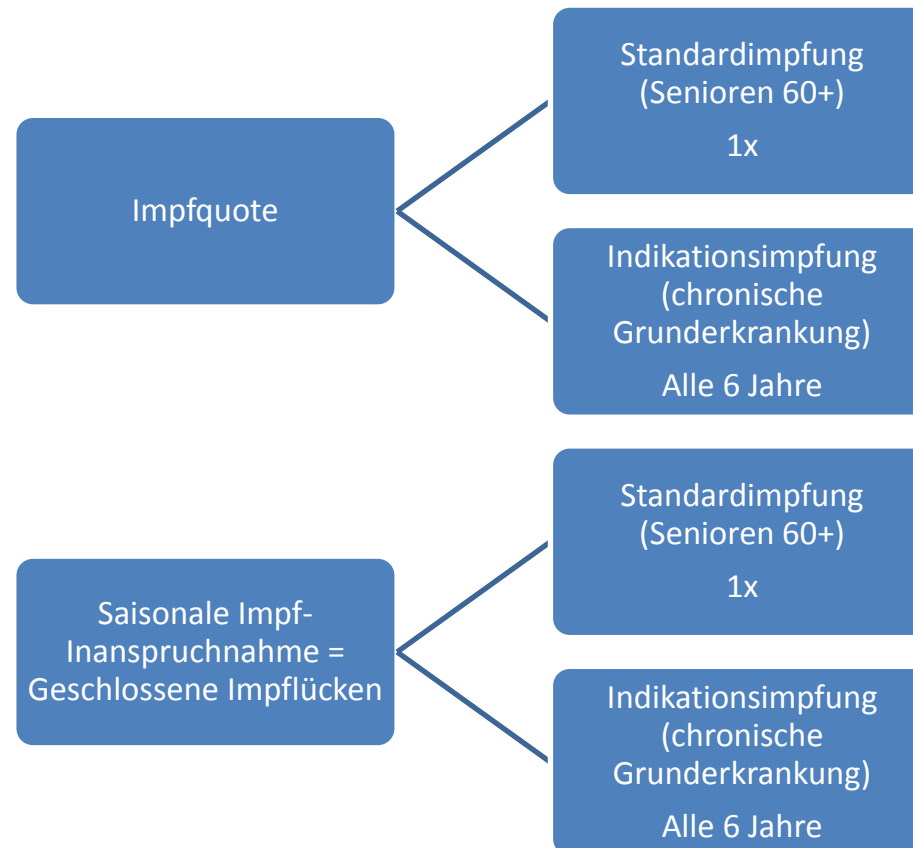 Impfquote
Standardimpfung
(Senioren 60+)
1x
Indikationsimpfung
(chronische
Grunderkrankung)
Alle 6 Jahre
Saisonale Impf-
Inanspruchnahme =
Geschlossene Impflücken
Standardimpfung
(Senioren 60+)
1x
Indikationsimpfung
(chronische
Grunderkrankung)
Alle 6 Jahre